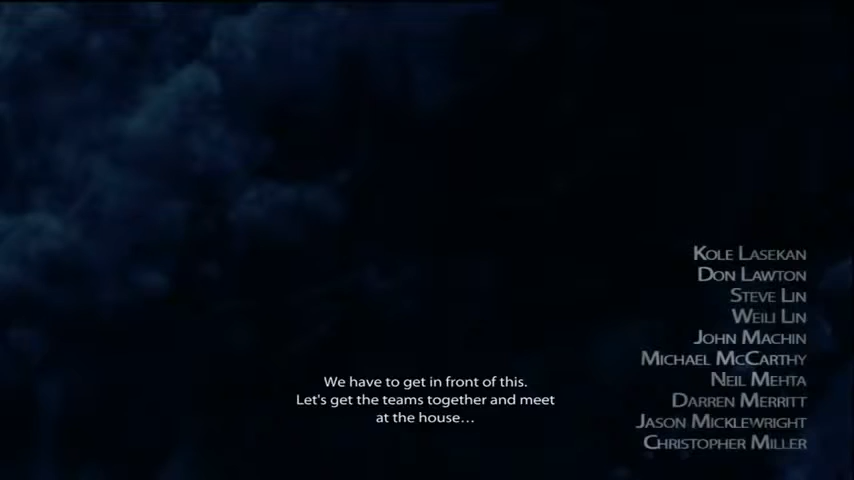 Kole Lasekan
Don Lawton
Steve Lin
Weili Lin
John Machin
Michael McCarthy
Neil Mehta
Darren Merritt
Jason Micklewright
Christopher Miller
We have to get in front of this.
Let's get the teams together and meet
at the house…